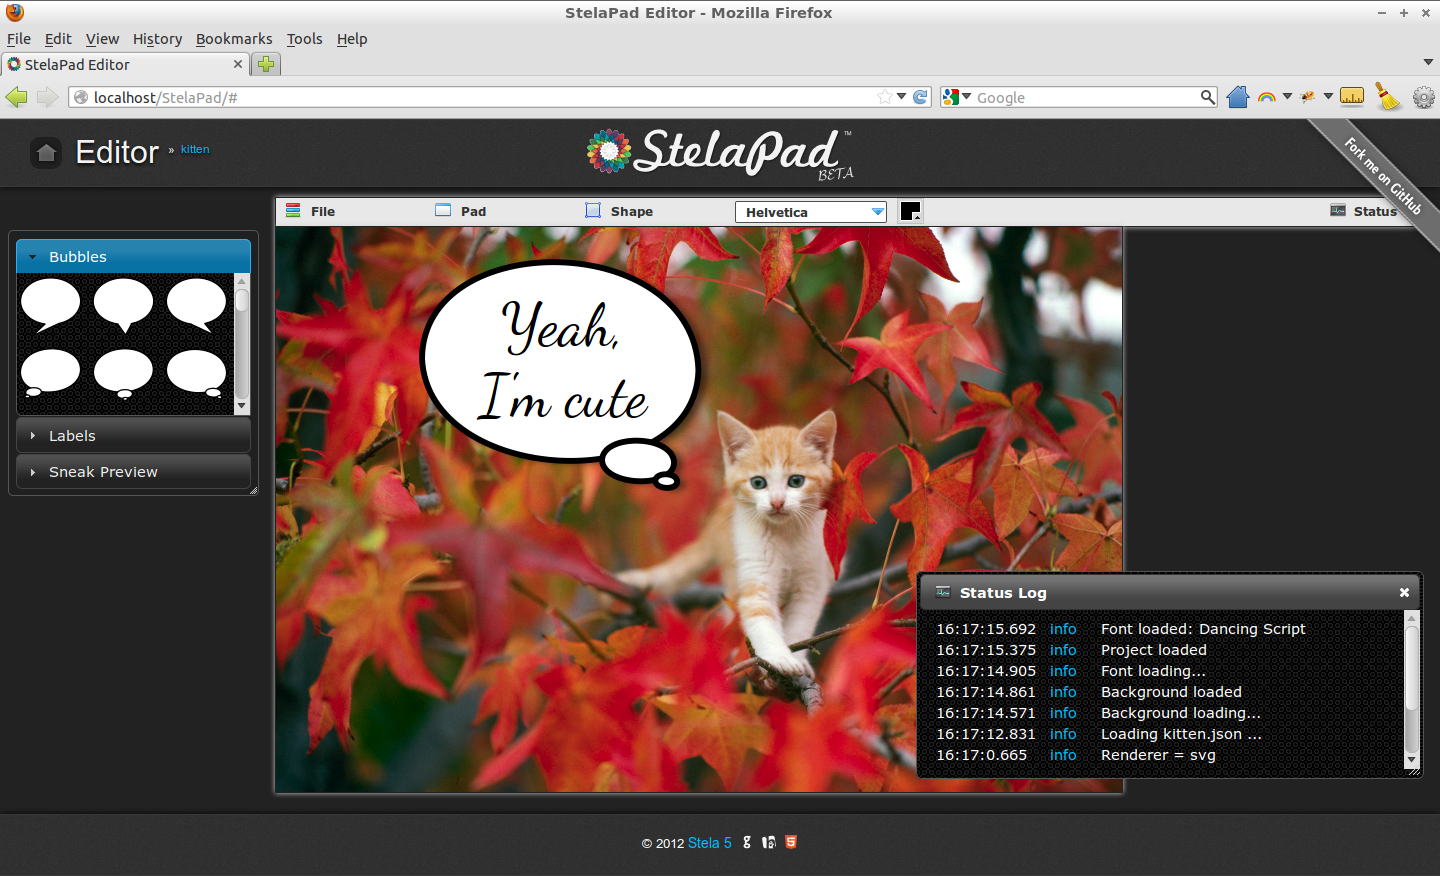 StelaPad Editor - Mozilla Firefox
File Edit View History Bookmarks Tools Help
StelaPad Editor
localhost/StelaPad/#
Google
Editor » kitten
StelaPad™
BETA
Fork me on GitHub
File Pad Shape Helvetica Status
Bubbles
Labels
Sneak Preview
Yeah,
I'm cute
Status Log
16:17:15.692 info Font loaded: Dancing Script
16:17:15.375 info Project loaded
16:17:14.905 info Font loading...
16:17:14.861 info Background loaded
16:17:14.571 info Background loading...
16:17:12.831 info Loading kitten.json ...
16:17:0.665 info Renderer = svg
© 2012 Stela 5